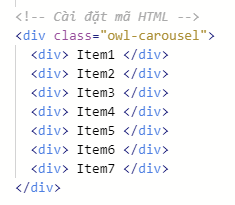 <!-- Cài đặt mã HTML -->
<div class="owl-carousel">
<div> Item1 </div>
<div> Item2 </div>
<div> Item3 </div>
<div> Item4 </div>
<div> Item5 </div>
<div> Item6 </div>
<div> Item7 </div>
</div>